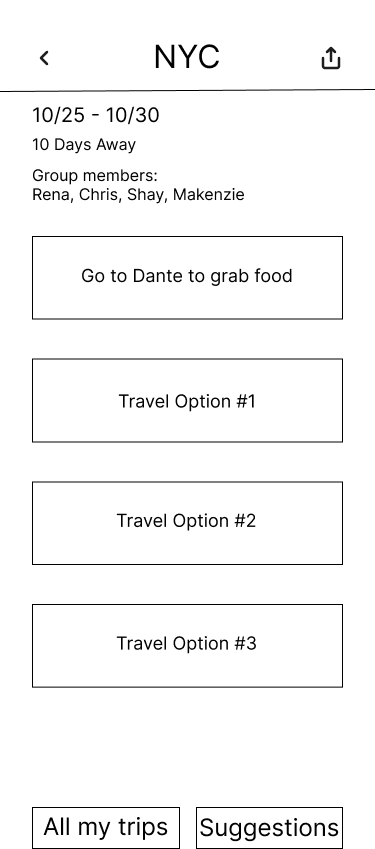 NYC
10/25 - 10/30
10 Days Away
Group members:
Rena, Chris, Shay, Makenzie
Go to Dante to grab food
Travel Option #1
Travel Option #2
Travel Option #3
All my trips
Suggestions